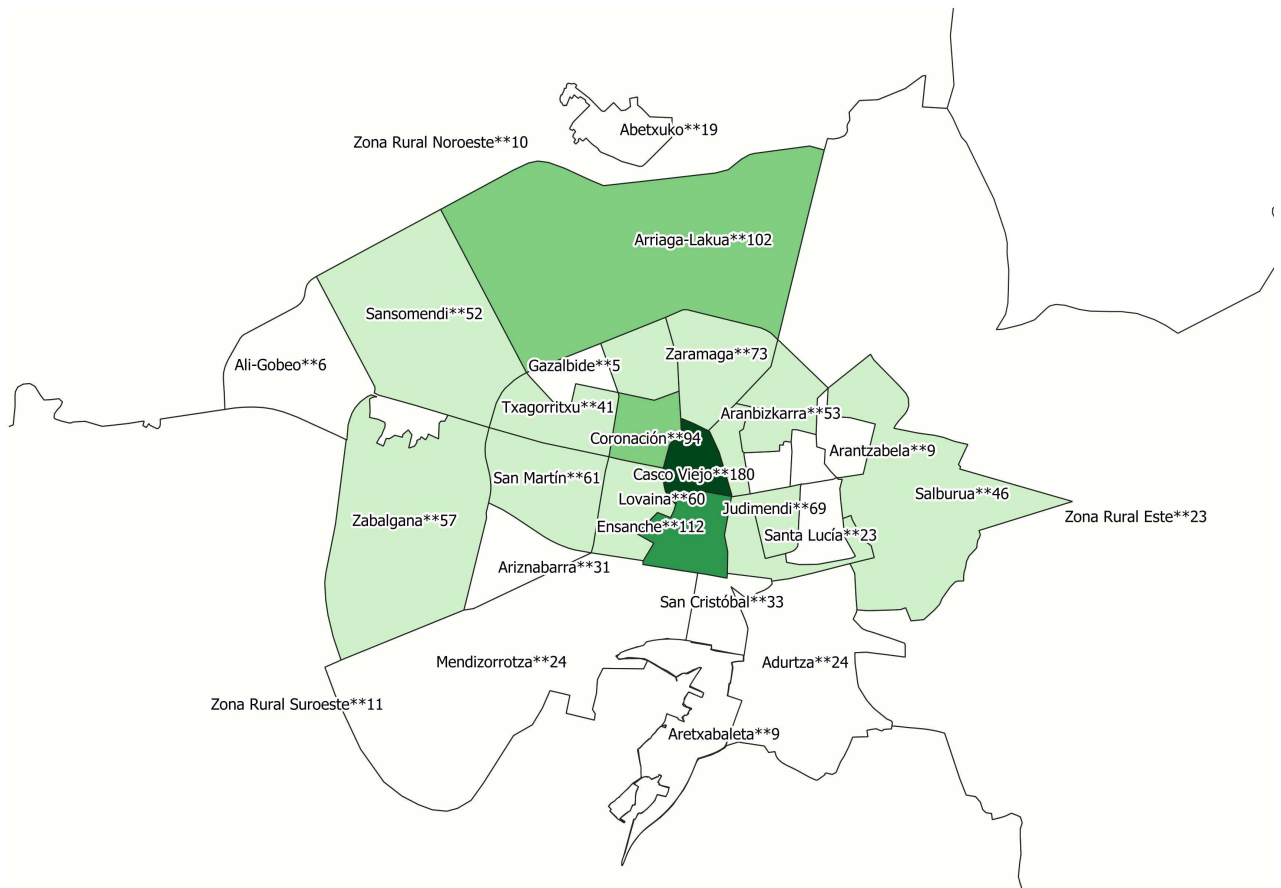 Abetxuko**19
Zona Rural Noroeste**10
Arriaga-Lakua**102
Sansomendi**52
Zaramaga**73
Ali-Gobeo**6
Gazalbide**5
Txagorritxu**41
Aranbizkarra**53
Coronación**94
Arantzabela**9
San Martín**61
Casco Viejo**180
Salburua**46
Lovaina**60
Judimendi**69
Zabalgana**57
Zona Rural Este**23
Ensanche**112
Santa Lucía**23
Ariznabarra**31
San Cristóbal**33
Mendizorrotza**24
Adurtza**24
Zona Rural Suroeste**11
Aretxabaleta**9